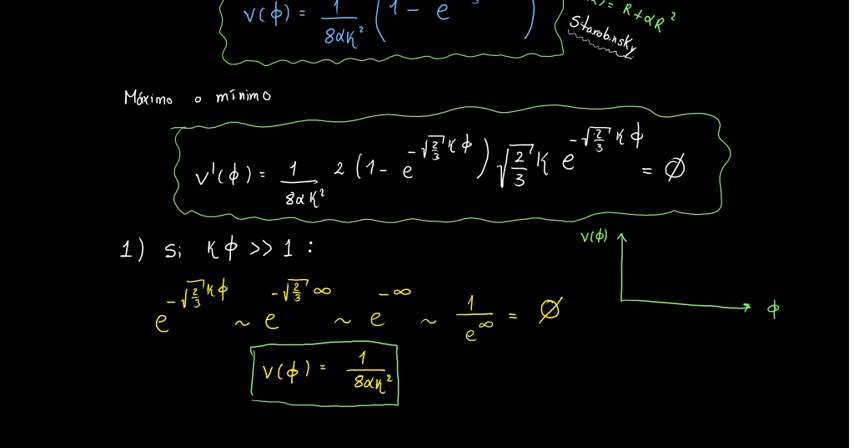 V(ϕ) = 1/(8ακ²) (1 - e
) = R + αR²
Starobinsky
Máximo o mínimo
V'(ϕ) = 1/(8ακ²) 2 (1 - e^(-√(2/3) κϕ)) √(2/3) κ e^(-√(2/3) κϕ) = ∅
1) Si κϕ >> 1 :
V(ϕ)
ϕ
e^(-√(2/3) κϕ) ~ e^(-√(2/3) ∞) ~ e^(-∞) ~ 1/e^∞ = ∅
V(ϕ) = 1/(8ακ²)